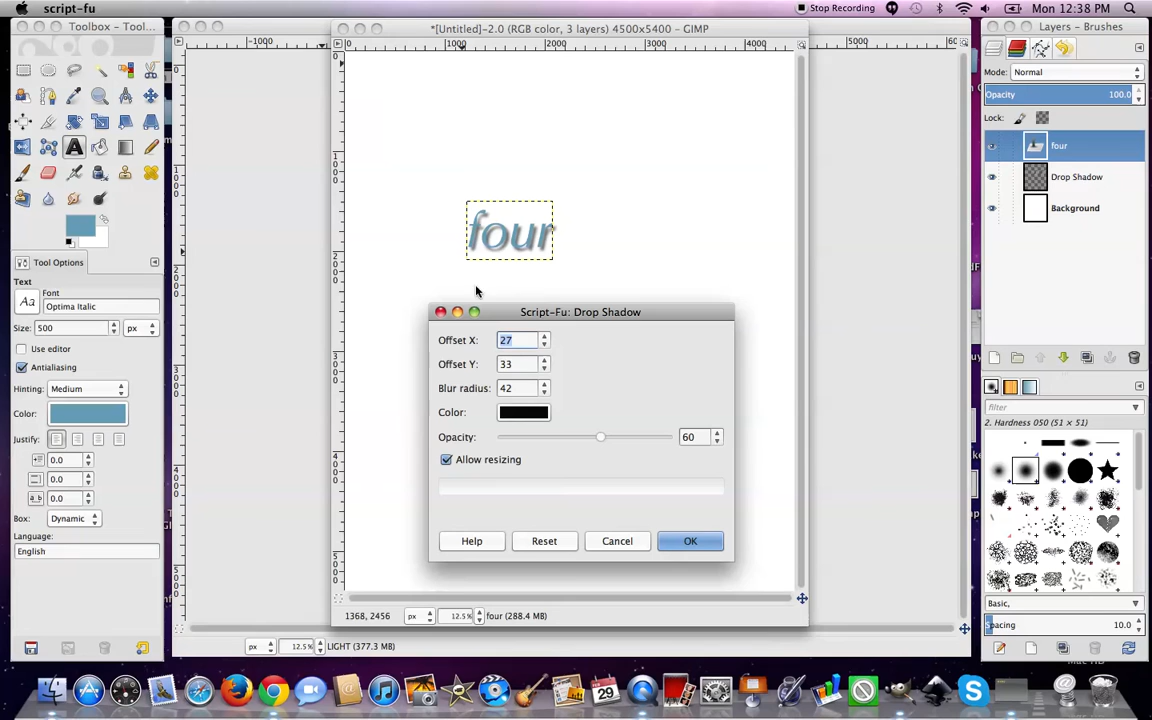 script-fu
Stop Recording
Mon 12:38 PM
Toolbox - Tool Options
*[Untitled]-2.0 (RGB color, 3 layers) 4500x5400 – GIMP
Layers – Brushes
-1000
0
1000
2000
3000
4000
5000
Mode: Normal
Opacity 100.0
Lock:
four
Drop Shadow
Background
four
Tool Options
Text
Font
Aa
Optima Italic
Size: 500 px
Use editor
Antialiasing
Hinting: Medium
Color:
Justify:
0.0
0.0
0.0
Box: Dynamic
Language:
English
Script-Fu: Drop Shadow
Offset X: 27
Offset Y: 33
Blur radius: 42
Color:
Opacity: 60
Allow resizing
Help Reset Cancel OK
filter
2. Hardness 050 (51 × 51)
Basic,
Spacing 10.0
1368, 2456 px 12.5% four (288.4 MB)
px 12.5% LIGHT (377.3 MB)